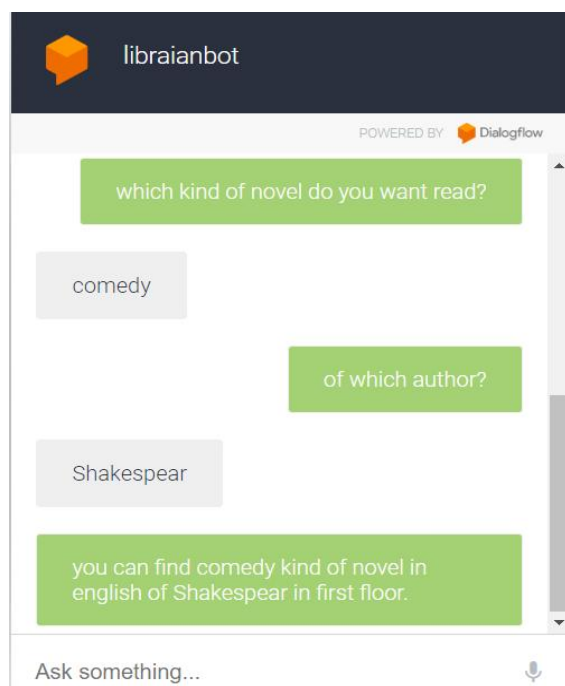 libraianbot
POWERED BY Dialogflow
which kind of novel do you want read?
comedy
of which author?
Shakespear
you can find comedy kind of novel in
english of Shakespear in first floor.
Ask something...